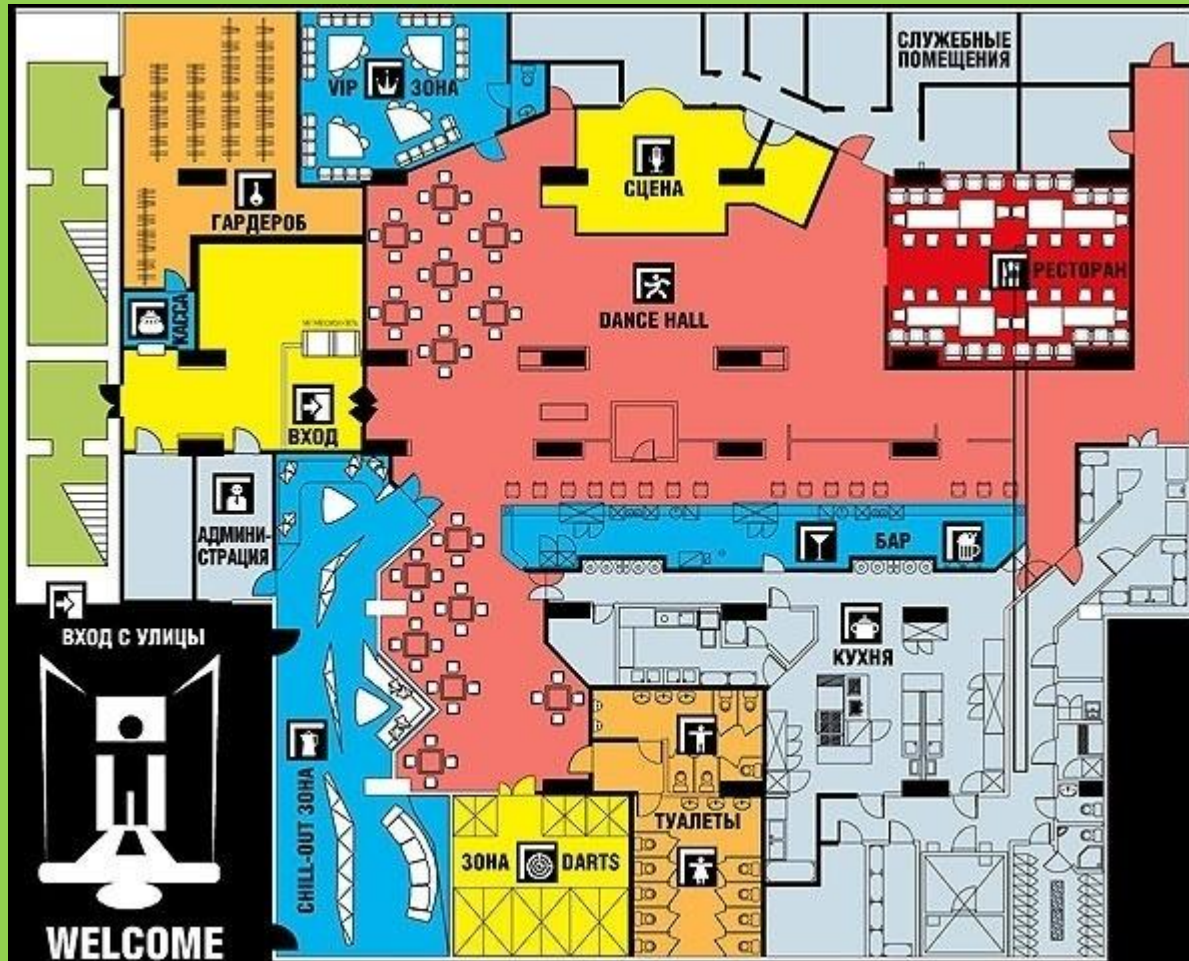 СЛУЖЕБНЫЕ
ПОМЕЩЕНИЯ
VIP ЗОНА
СЦЕНА
ГАРДЕРОБ
РЕСТОРАН
КАССА
DANCE HALL
ВХОД
АДМИНИ-
СТРАЦИЯ
БАР
ВХОД С УЛИЦЫ
КУХНЯ
CHILL-OUT ЗОНА
ТУАЛЕТЫ
ЗОНА DARTS
WELCOME